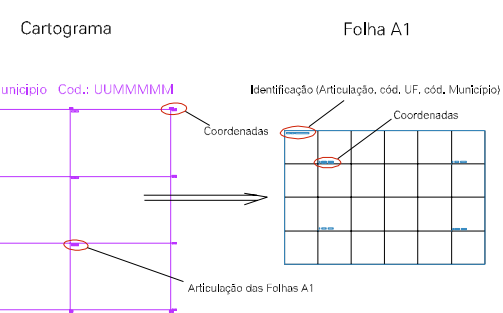 Cartograma
Folha A1
unicipio Cod.: UUMMMMM
Identificação (Articulação, cód. UF, cód. Município)
Coordenadas
Coordenadas
Articulação das Folhas A1